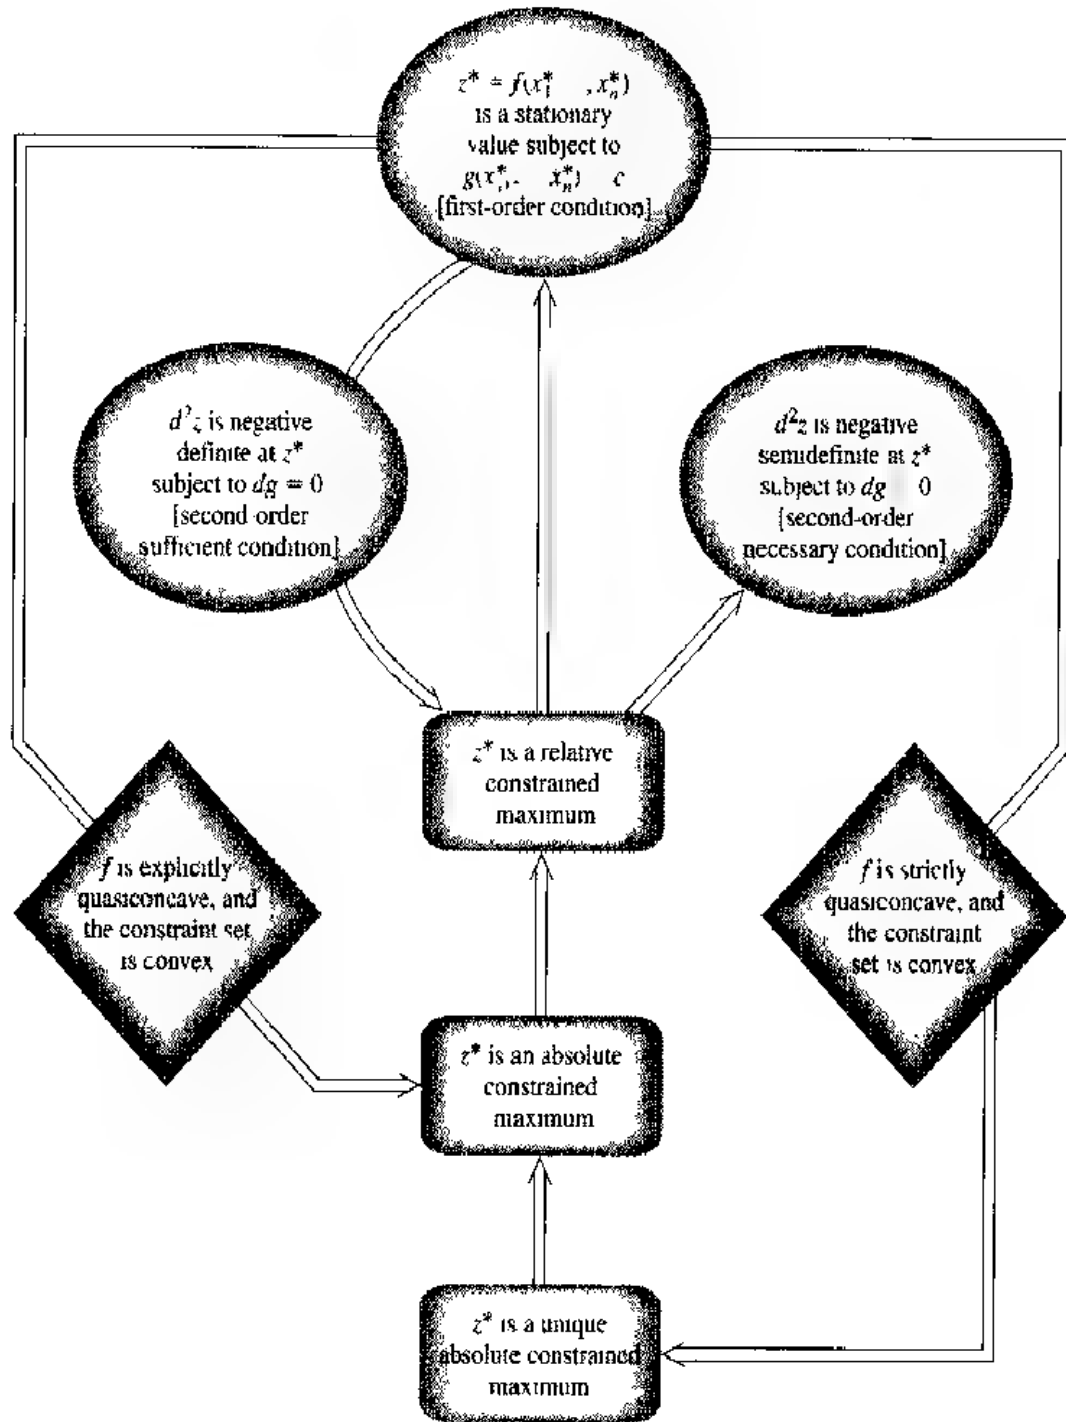 z* = f(x₁* , xₙ*)
is a stationary
value subject to
g(x*, xₙ*) c
[first-order condition]
d²z is negative
definite at z*
subject to dg = 0
[second order
sufficient condition]
d²z is negative
semidefinite at z*
subject to dg 0
[second-order
necessary condition]
z* is a relative
constrained
maximum
f is explicitly
quasiconcave, and
the constraint set
is convex
f is strictly
quasiconcave, and
the constraint
set is convex
z* is an absolute
constrained
maximum
z* is a unique
absolute constrained
maximum